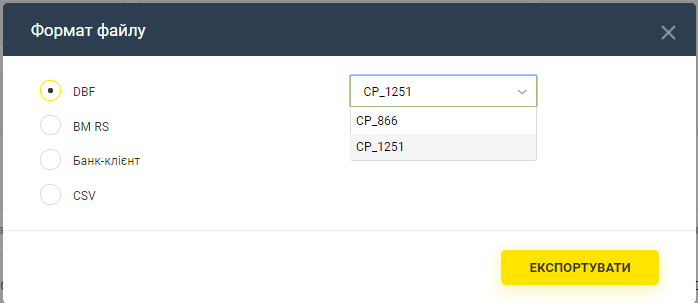 Формат файлу
DBF
CP_1251
CP_866
CP_1251
BM RS
Банк-клієнт
CSV
ЕКСПОРТУВАТИ